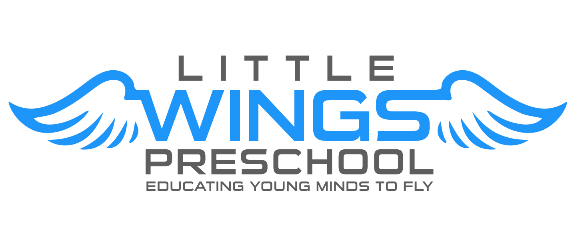 LITTLE
WINGS
PRESCHOOL
EDUCATING YOUNG MINDS TO FLY